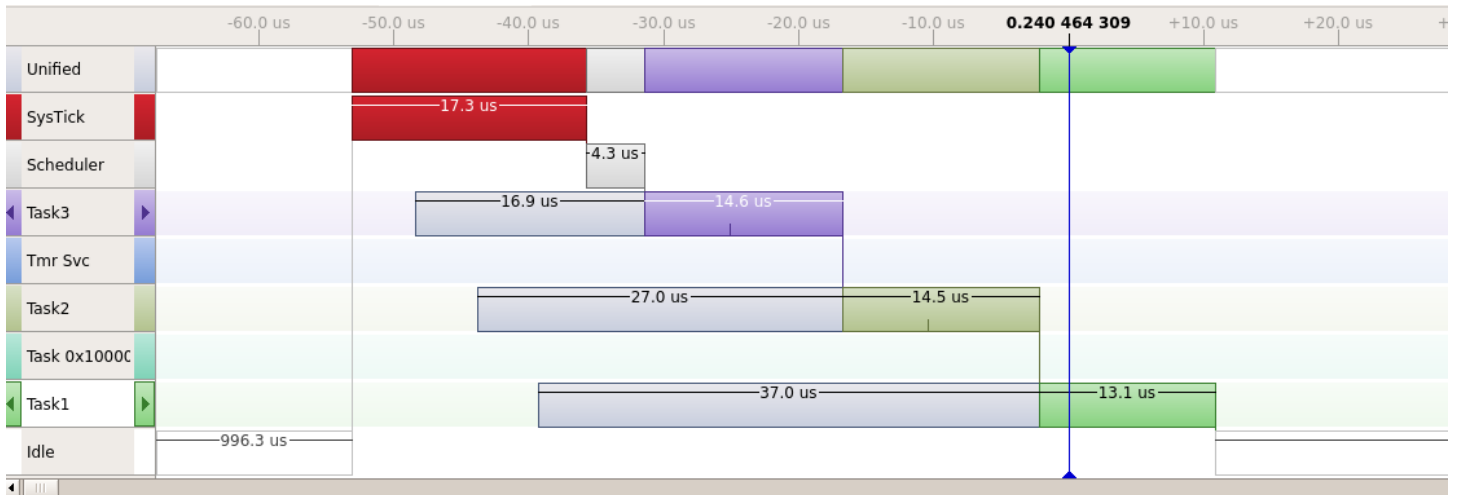 -60.0 us -50.0 us -40.0 us -30.0 us -20.0 us -10.0 us 0.240 464 309 +10.0 us +20.0 us +
Unified
SysTick 17.3 us
Scheduler 4.3 us
Task3 16.9 us 14.6 us
Tmr Svc
Task2 27.0 us 14.5 us
Task 0x1000
Task1 37.0 us 13.1 us
Idle 996.3 us